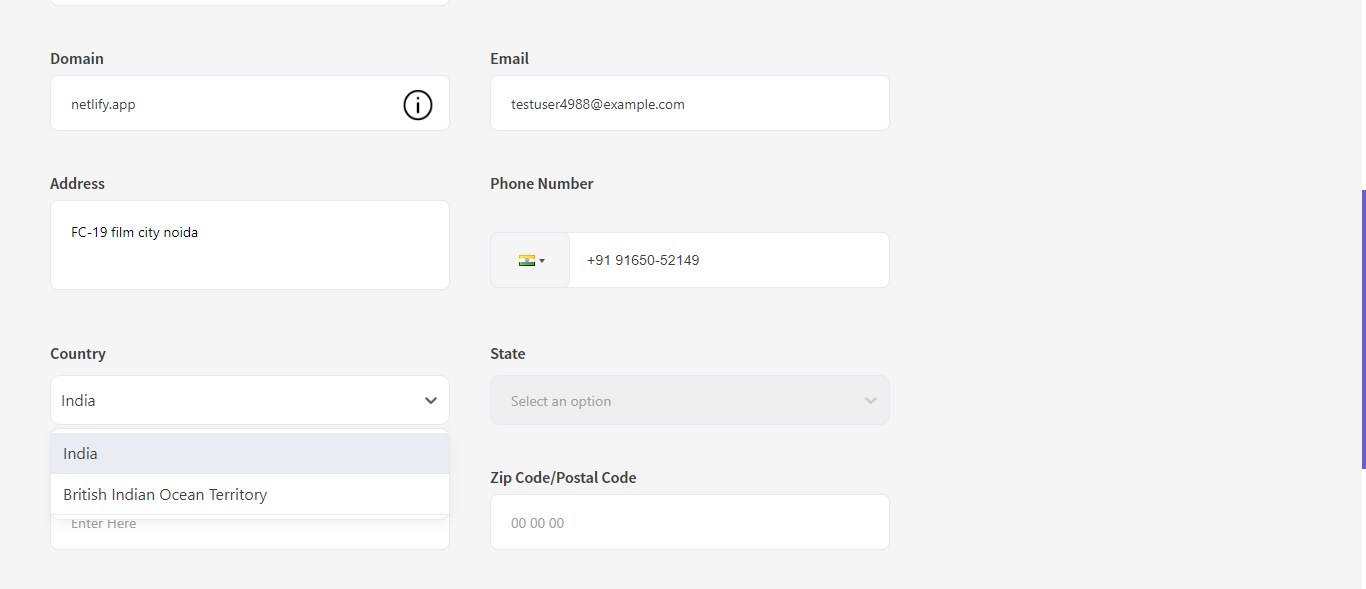 Domain
Email
netlify.app
testuser4988@example.com
Address
Phone Number
FC-19 film city noida
+91 91650-52149
Country
State
India
Select an option
India
British Indian Ocean Territory
Zip Code/Postal Code
Enter Here
00 00 00